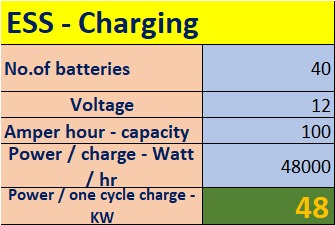 ESS - Charging
No.of batteries 40
Voltage 12
Amper hour - capacity 100
Power / charge - Watt
/ hr 48000
Power / one cycle charge -
KW 48